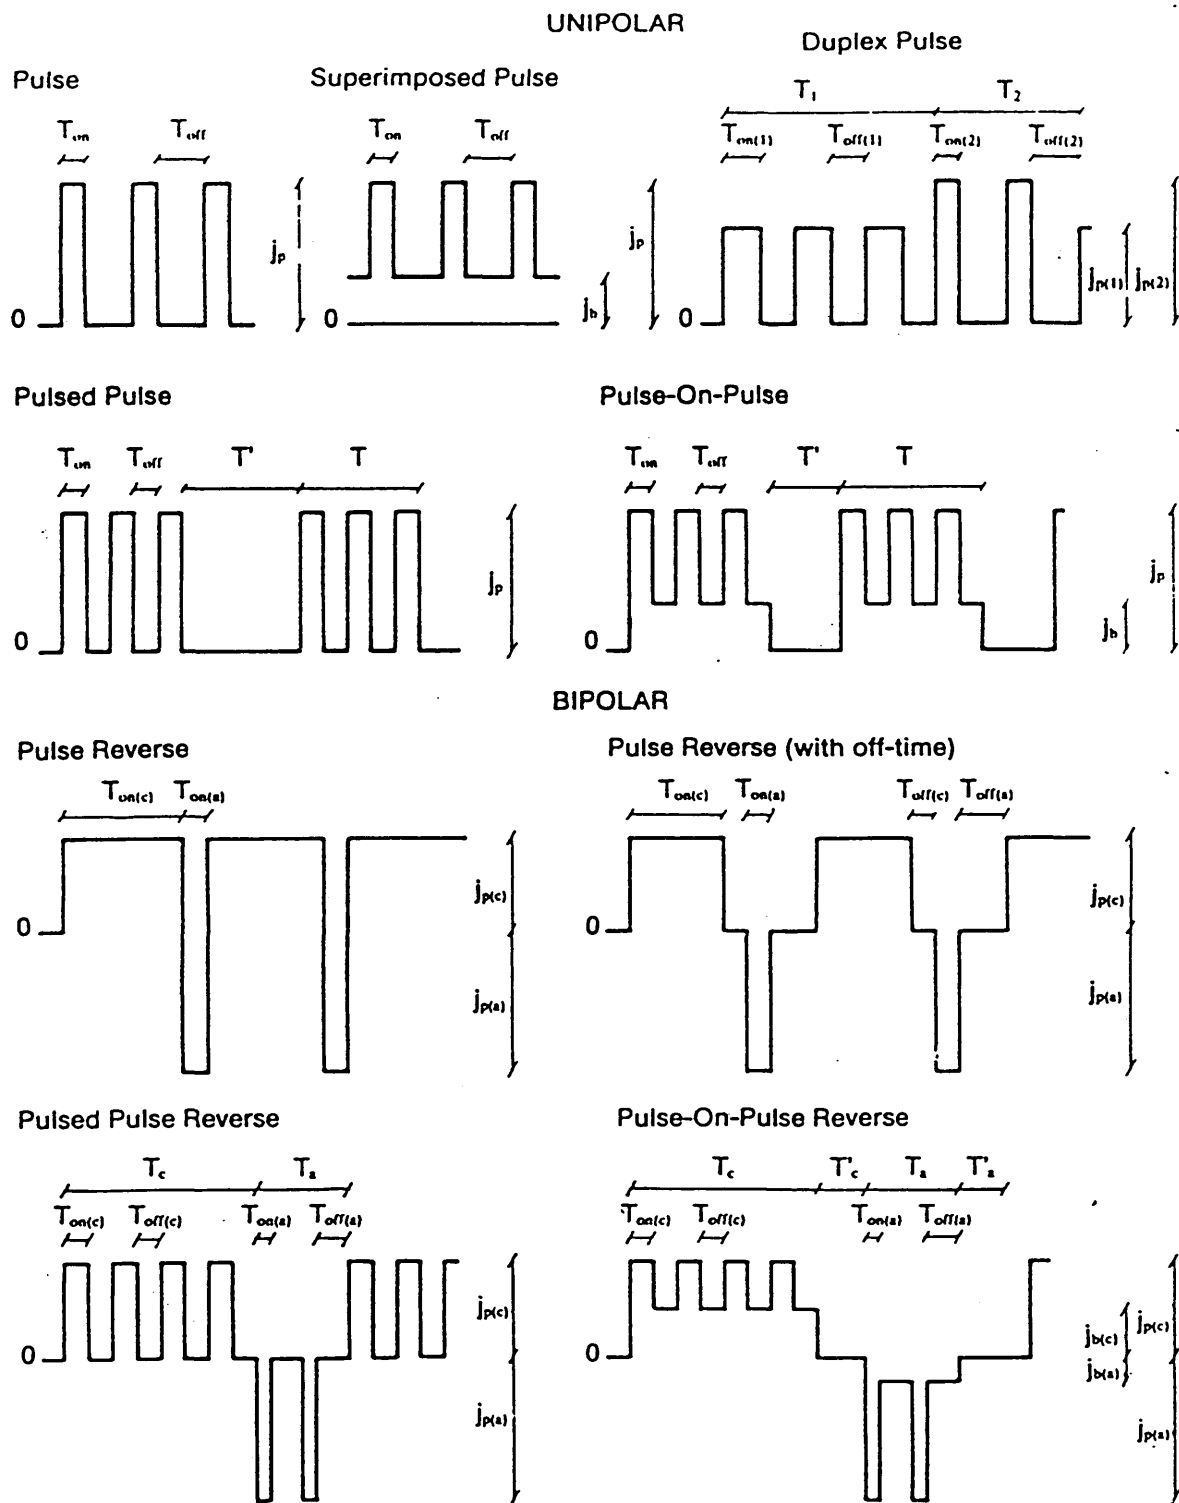 UNIPOLAR
Pulse
Superimposed Pulse
Duplex Pulse
T₁ T₂
Ton Toff
Ton Toff
Ton(1) Toff(1) Ton(2) Toff(2)
jp
jp
jp(1) jp(2)
jb
0
0
0
Pulsed Pulse
Pulse-On-Pulse
Ton Toff T' T
Ton Toff T' T
jp
jp
jb
0
0
BIPOLAR
Pulse Reverse
Pulse Reverse (with off-time)
Ton(c) Ton(a)
Ton(c) Ton(a) Toff(c) Toff(a)
jp(c)
jp(c)
0
0
jp(a)
jp(a)
Pulsed Pulse Reverse
Pulse-On-Pulse Reverse
Tc Ta
Tc T'c Ta T'a
Ton(c) Toff(c) Ton(a) Toff(a)
Ton(c) Toff(c) Ton(a) Toff(a)
jp(c)
jb(c) jp(c)
0
0
jb(a)
jp(a)
jp(a)